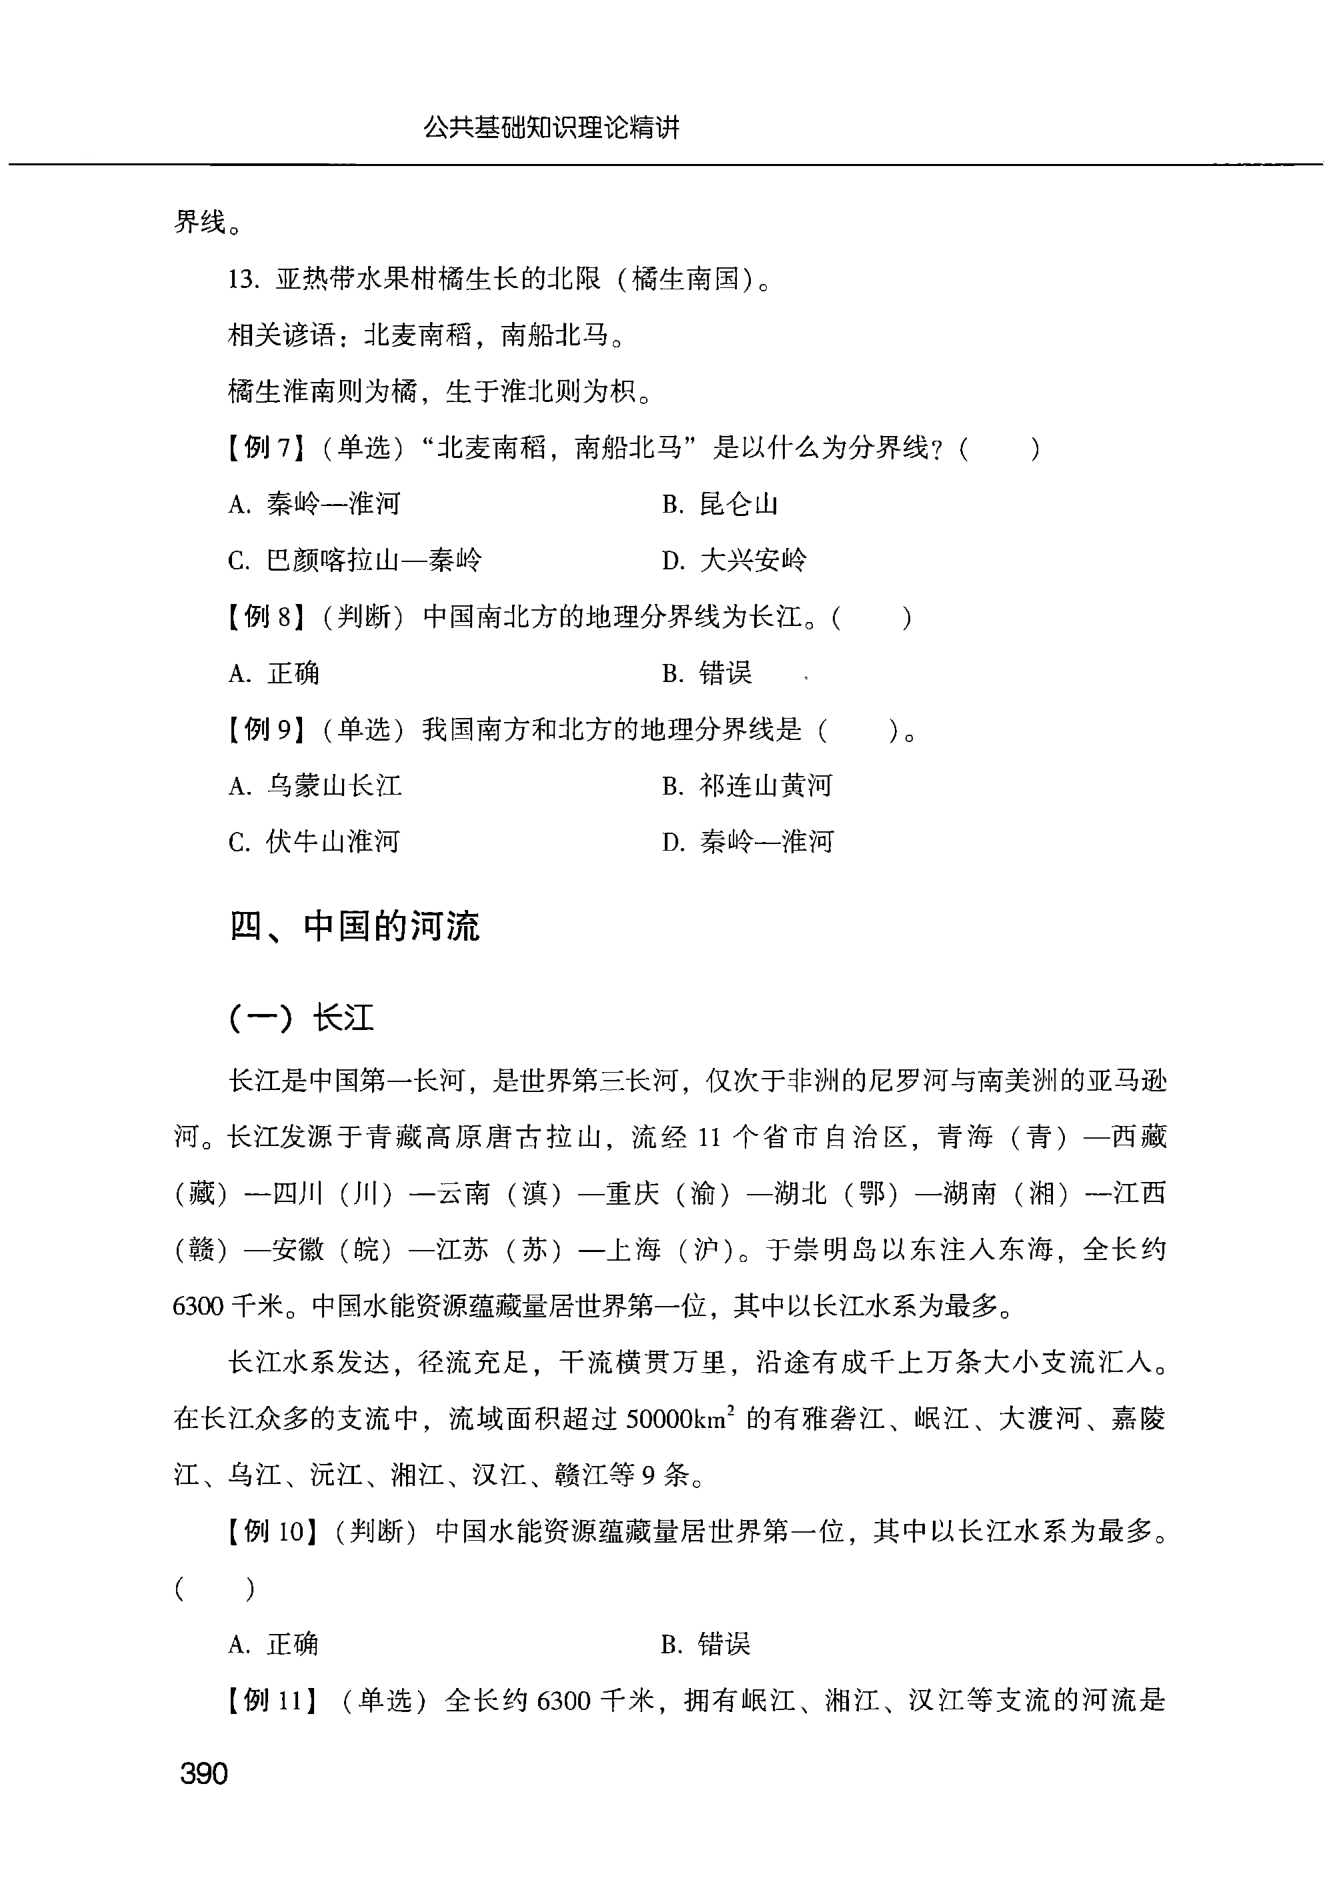 公共基础知识理论精讲
界线。
13. 亚热带水果柑橘生长的北限（橘生南国）。
相关谚语：北麦南稻，南船北马。
橘生淮南则为橘，生于淮北则为枳。
【例 7】（单选）“北麦南稻，南船北马”是以什么为分界线？（　　）
A. 秦岭—淮河　　B. 昆仑山
C. 巴颜喀拉山—秦岭　　D. 大兴安岭
【例 8】（判断）中国南北方的地理分界线为长江。（　　）
A. 正确　　B. 错误
【例 9】（单选）我国南方和北方的地理分界线是（　　）。
A. 乌蒙山长江　　B. 祁连山黄河
C. 伏牛山淮河　　D. 秦岭—淮河
四、中国的河流
（一）长江
长江是中国第一长河，是世界第三长河，仅次于非洲的尼罗河与南美洲的亚马逊
河。长江发源于青藏高原唐古拉山，流经 11 个省市自治区，青海（青）—西藏
（藏）—四川（川）—云南（滇）—重庆（渝）—湖北（鄂）—湖南（湘）—江西
（赣）—安徽（皖）—江苏（苏）—上海（沪）。于崇明岛以东注入东海，全长约
6300 千米。中国水能资源蕴藏量居世界第一位，其中以长江水系为最多。
长江水系发达，径流充足，干流横贯万里，沿途有成千上万条大小支流汇入。
在长江众多的支流中，流域面积超过 50000km² 的有雅砻江、岷江、大渡河、嘉陵
江、乌江、沅江、湘江、汉江、赣江等 9 条。
【例 10】（判断）中国水能资源蕴藏量居世界第一位，其中以长江水系为最多。
（　　）
A. 正确　　B. 错误
【例 11】（单选）全长约 6300 千米，拥有岷江、湘江、汉江等支流的河流是
390